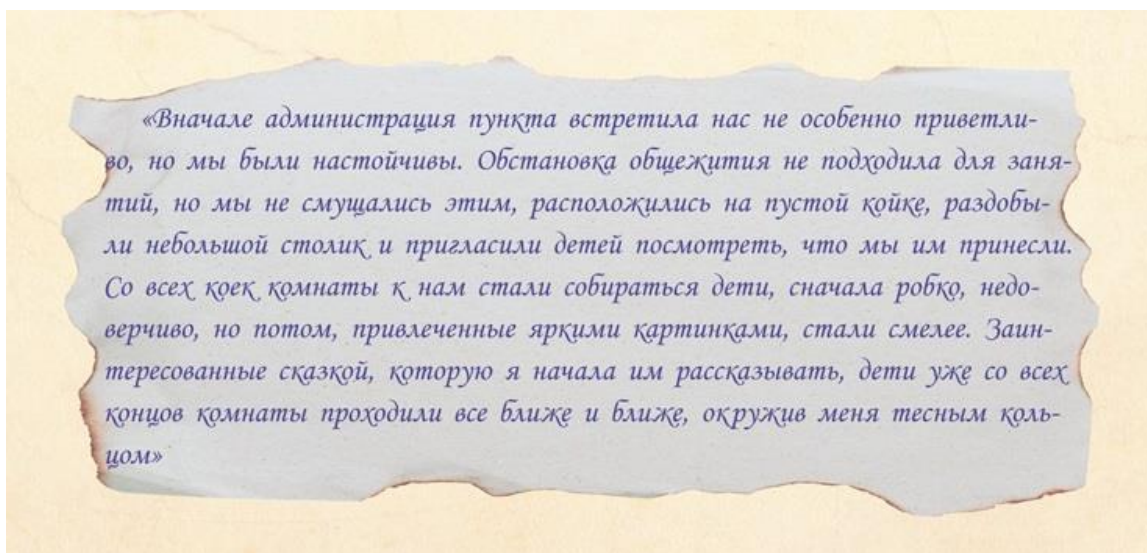 «Вначале администрация пункта встретила нас не особенно приветли-
во, но мы были настойчивы. Обстановка общежития не подходила для заня-
тий, но мы не смущались этим, расположились на пустой койке, раздобы-
ли небольшой столик и пригласили детей посмотреть, что мы им принесли.
Со всех коек комнаты к нам стали собираться дети, сначала робко, недо-
верчиво, но потом, привлеченные яркими картинками, стали смелее. Заин-
тересованные сказкой, которую я начала им рассказывать, дети уже со всех
концов комнаты проходили все ближе и ближе, окружив меня тесным коль-
цом»